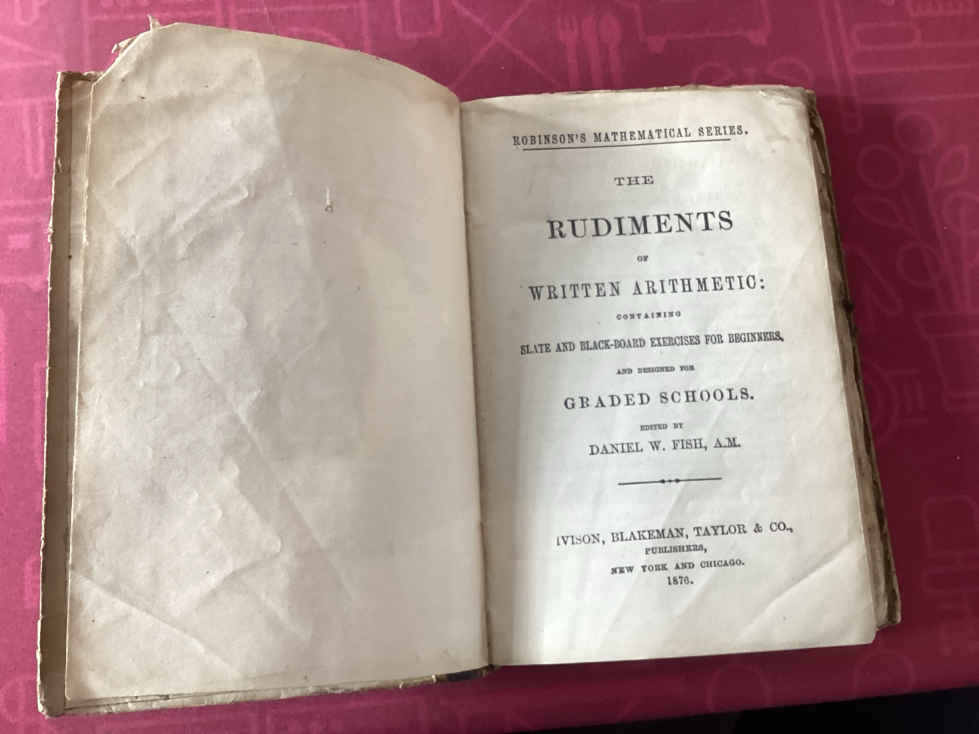 ROBINSON'S MATHEMATICAL SERIES.
THE
RUDIMENTS
OF
WRITTEN ARITHMETIC:
CONTAINING
SLATE AND BLACK-BOARD EXERCISES FOR BEGINNERS,
AND DESIGNED FOR
GRADED SCHOOLS.
EDITED BY
DANIEL W. FISH, A.M.
IVISON, BLAKEMAN, TAYLOR & CO.,
PUBLISHERS,
NEW YORK AND CHICAGO.
1876.